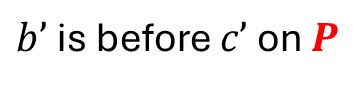 b’ is before c’ on P